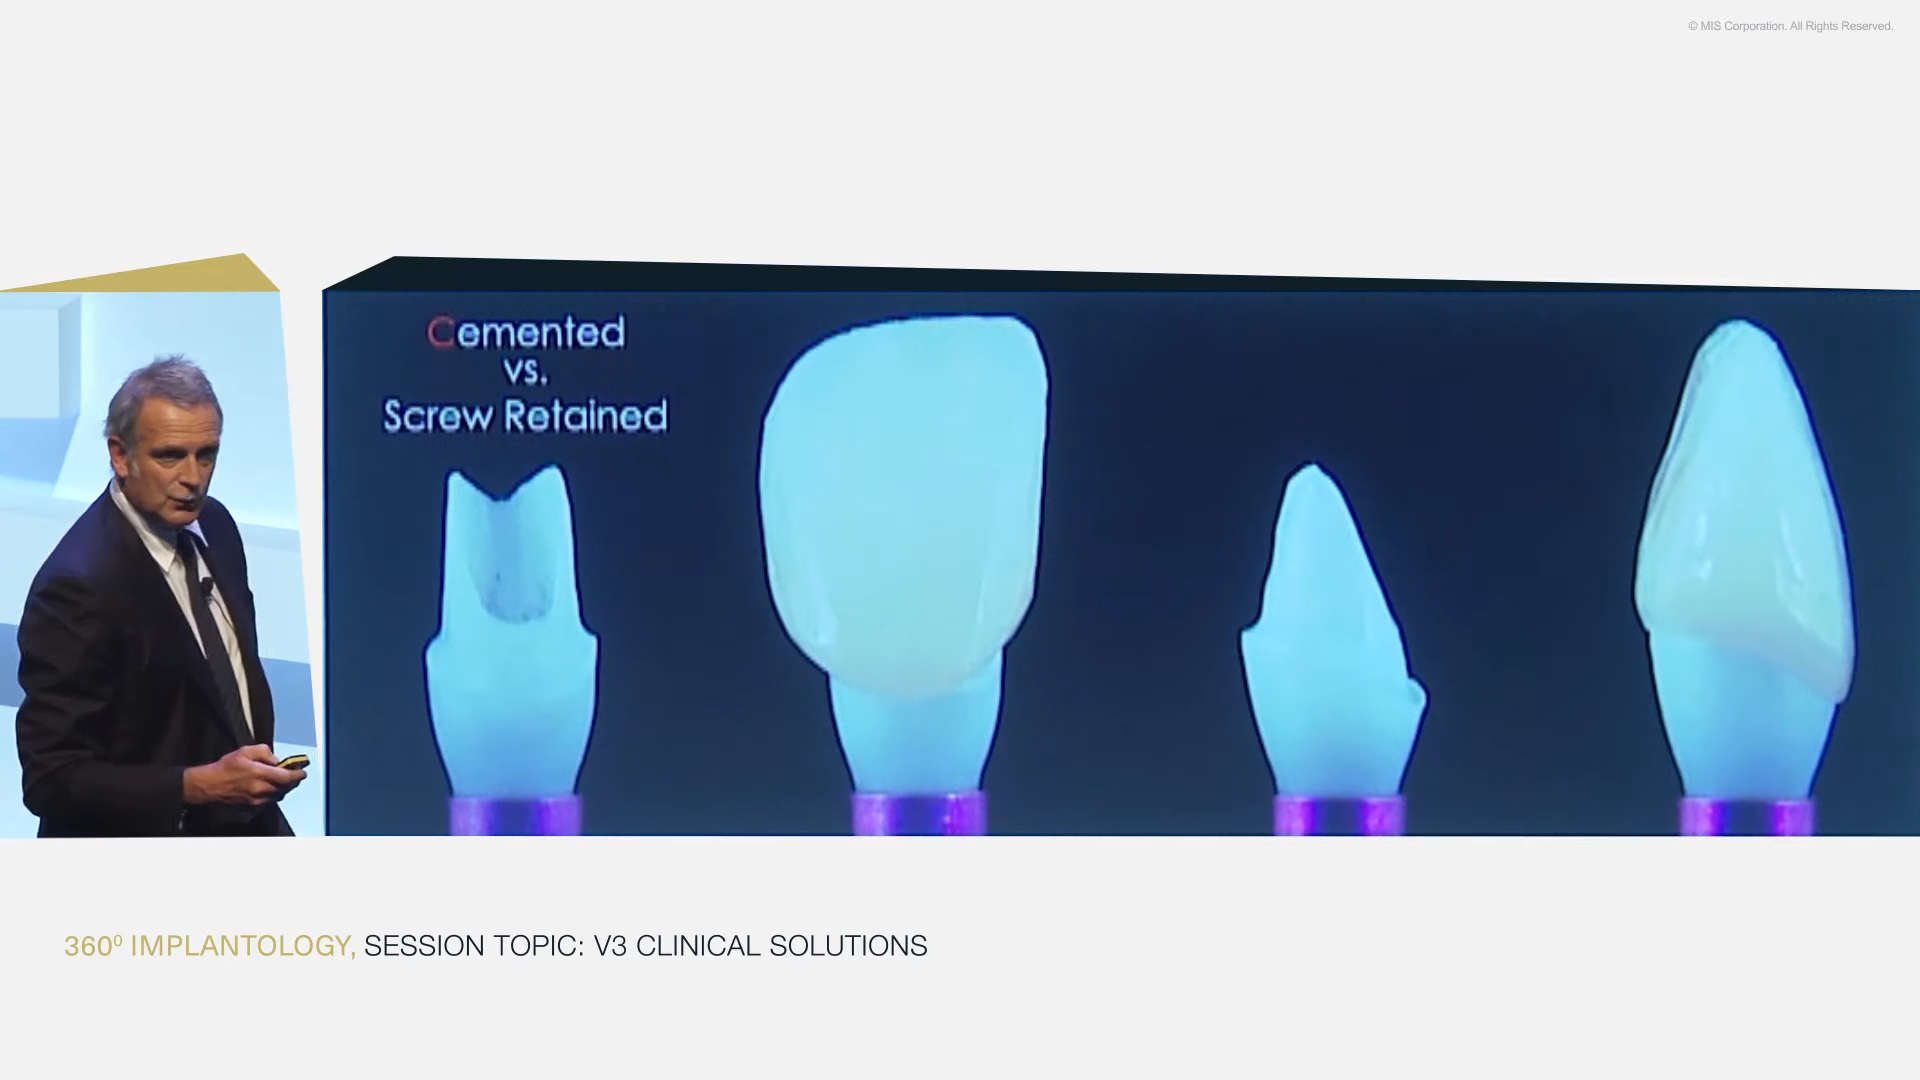 © MIS Corporation. All Rights Reserved.
Cemented
vs.
Screw Retained
360⁰ IMPLANTOLOGY, SESSION TOPIC: V3 CLINICAL SOLUTIONS